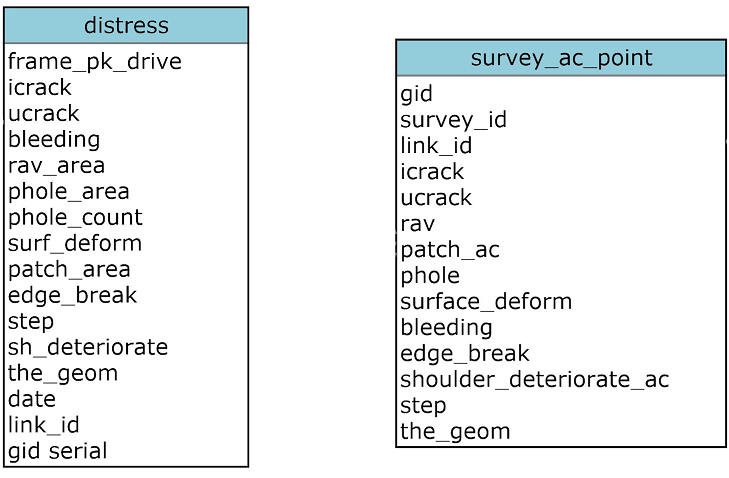 distress
frame_pk_drive
icrack
ucrack
bleeding
rav_area
phole_area
phole_count
surf_deform
patch_area
edge_break
step
sh_deteriorate
the_geom
date
link_id
gid serial
survey_ac_point
gid
survey_id
link_id
icrack
ucrack
rav
patch_ac
phole
surface_deform
bleeding
edge_break
shoulder_deteriorate_ac
step
the_geom